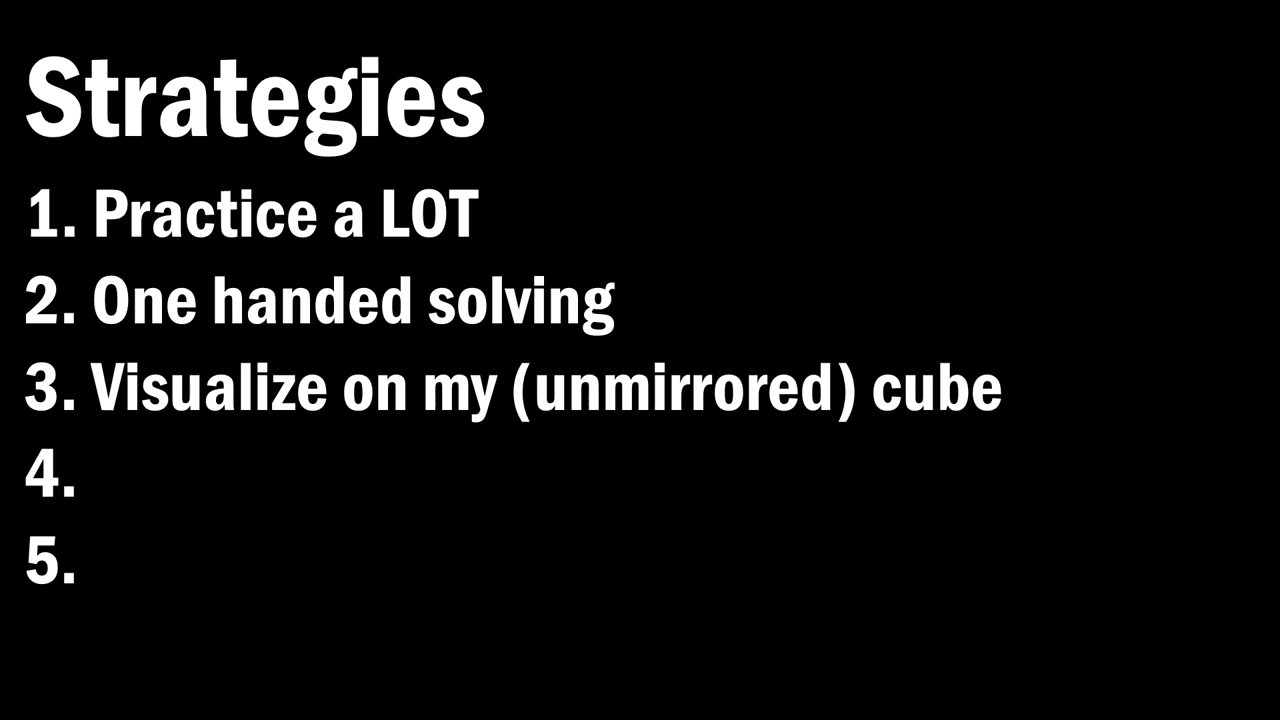 Strategies
1. Practice a LOT
2. One handed solving
3. Visualize on my (unmirrored) cube
4.
5.